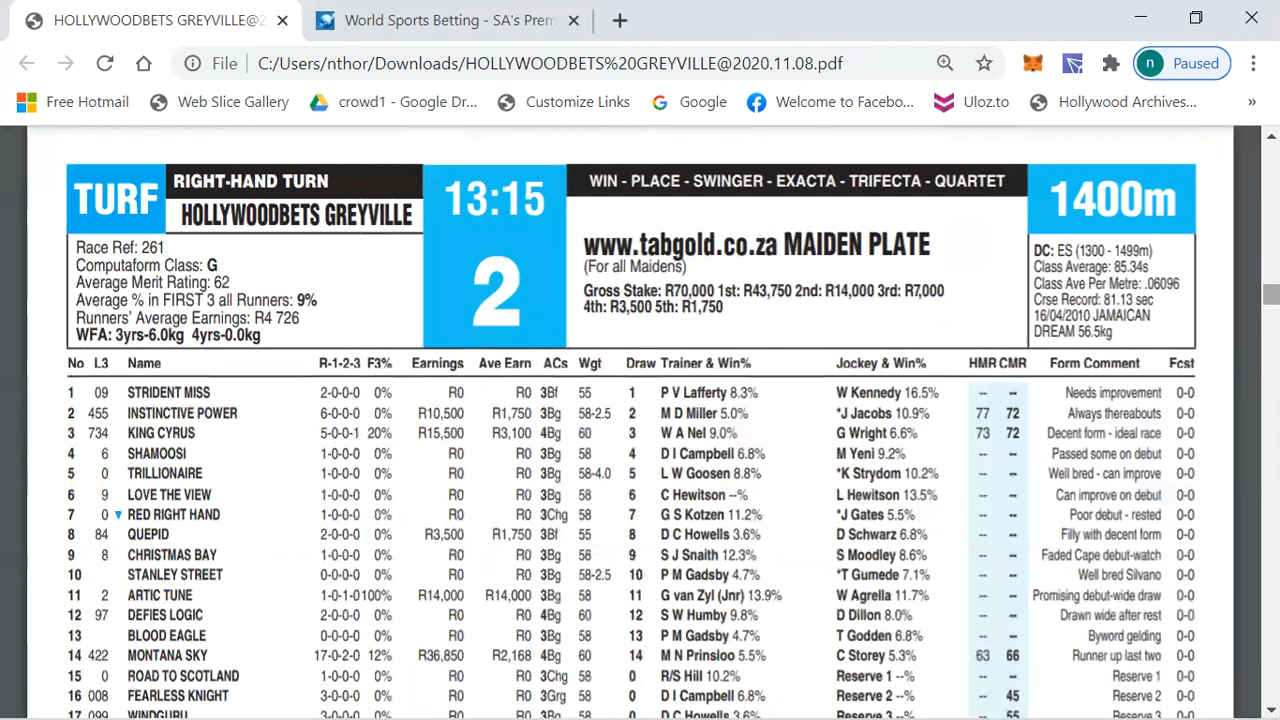 HOLLYWOODBETS GREYVILLE@2
World Sports Betting - SA's Prem
File C:/Users/nthor/Downloads/HOLLYWOODBETS%20GREYVILLE@2020.11.08.pdf n Paused
Free Hotmail Web Slice Gallery crowd1 - Google Dr... Customize Links Google Welcome to Faceb... Uloz.to Hollywood Archives... »
TURF RIGHT-HAND TURN
HOLLYWOODBETS GREYVILLE
Race Ref: 261
Computaform Class: G
Average Merit Rating: 62
Average % in FIRST 3 all Runners: 9%
Runners' Average Earnings: R4 726
WFA: 3yrs-6.0kg 4yrs-0.0kg
13:15
2
WIN - PLACE - SWINGER - EXACTA - TRIFECTA - QUARTET
www.tabgold.co.za MAIDEN PLATE
(For all Maidens)
Gross Stake: R70,000 1st: R43,750 2nd: R14,000 3rd: R7,000
4th: R3,500 5th: R1,750
1400m
DC: ES (1300 - 1499m)
Class Average: 85.34s
Class Ave Per Metre: .06096
Crse Record: 81.13 sec
16/04/2010 JAMAICAN
DREAM 56.5kg
No L3 Name R-1-2-3 F3% Earnings Ave Earn ACs Wgt Draw Trainer & Win% Jockey & Win% HMR CMR Form Comment Fcst
1 09 STRIDENT MISS 2-0-0-0 0% R0 R0 3Bf 55 1 P V Lafferty 8.3% W Kennedy 16.5% -- -- Needs improvement 0-0
2 455 INSTINCTIVE POWER 6-0-0-0 0% R10,500 R1,750 3Bg 58-2.5 2 M D Miller 5.0% *J Jacobs 10.9% 77 72 Always thereabouts 0-0
3 734 KING CYRUS 5-0-0-1 20% R15,500 R3,100 4Bg 60 3 W A Nel 9.0% G Wright 6.6% 73 72 Decent form - ideal race 0-0
4 6 SHAMOOSI 1-0-0-0 0% R0 R0 3Bg 58 4 D I Campbell 6.8% M Yeni 9.2% -- -- Passed some on debut 0-0
5 0 TRILLIONAIRE 1-0-0-0 0% R0 R0 3Bg 58-4.0 5 L W Goosen 8.8% *K Strydom 10.2% -- -- Well bred - can improve 0-0
6 9 LOVE THE VIEW 1-0-0-0 0% R0 R0 3Bg 58 6 C Hewitson --% L Hewitson 13.5% -- -- Can improve on debut 0-0
7 0 RED RIGHT HAND 1-0-0-0 0% R0 R0 3Chg 58 7 G S Kotzen 11.2% *J Gates 5.5% -- -- Poor debut - rested 0-0
8 84 QUEPID 2-0-0-0 0% R3,500 R1,750 3Bf 55 8 D C Howells 3.6% D Schwarz 6.8% -- -- Filly with decent form 0-0
9 8 CHRISTMAS BAY 1-0-0-0 0% R0 R0 3Bg 58 9 S J Snaith 12.3% S Moodley 8.6% -- -- Faded Cape debut-watch 0-0
10 STANLEY STREET 0-0-0-0 0% R0 R0 3Bg 58-2.5 10 P M Gadsby 4.7% *T Gumede 7.1% -- -- Well bred Silvano 0-0
11 2 ARTIC TUNE 1-0-1-0 100% R14,000 R14,000 3Bg 58 11 G van Zyl (Jnr) 13.9% W Agrella 11.7% -- -- Promising debut-wide draw 0-0
12 97 DEFIES LOGIC 2-0-0-0 0% R0 R0 4Bg 60 12 S W Humby 9.8% D Dillon 8.0% -- -- Drawn wide after rest 0-0
13 BLOOD EAGLE 0-0-0-0 0% R0 R0 3Bg 58 13 P M Gadsby 4.7% T Godden 6.8% -- -- Byword gelding 0-0
14 422 MONTANA SKY 17-0-2-0 12% R36,850 R2,168 4Bg 60 14 M N Prinsloo 5.5% C Storey 5.3% 63 66 Runner up last two 0-0
15 0 ROAD TO SCOTLAND 1-0-0-0 0% R0 R0 3Chg 58 0 R/S Hill 10.2% Reserve 1 --% -- -- Reserve 1 0-0
16 008 FEARLESS KNIGHT 3-0-0-0 0% R0 R0 3Grg 58 0 D I Campbell 6.8% Reserve 2 --% -- 45 Reserve 2 0-0
17 099 WINDGURU 3-0-0-0 0% R0 R0 3Bg 58 0 D C Howells 3.6% Reserve 3 --% -- 55 Reserve 3 0-0